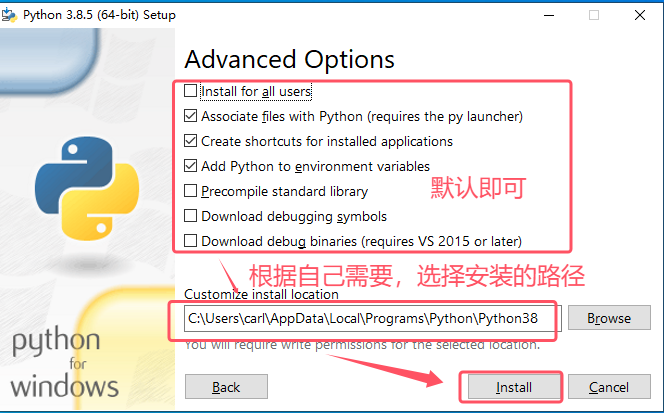 Python 3.8.5 (64-bit) Setup
Advanced Options
Install for all users
Associate files with Python (requires the py launcher)
Create shortcuts for installed applications
Add Python to environment variables
Precompile standard library
默认即可
Download debugging symbols
Download debug binaries (requires VS 2015 or later)
根据自己需要，选择安装的路径
Customize install location
C:\Users\carl\AppData\Local\Programs\Python\Python38
Browse
You will require write permissions for the selected location.
python
for
windows
Back
Install
Cancel